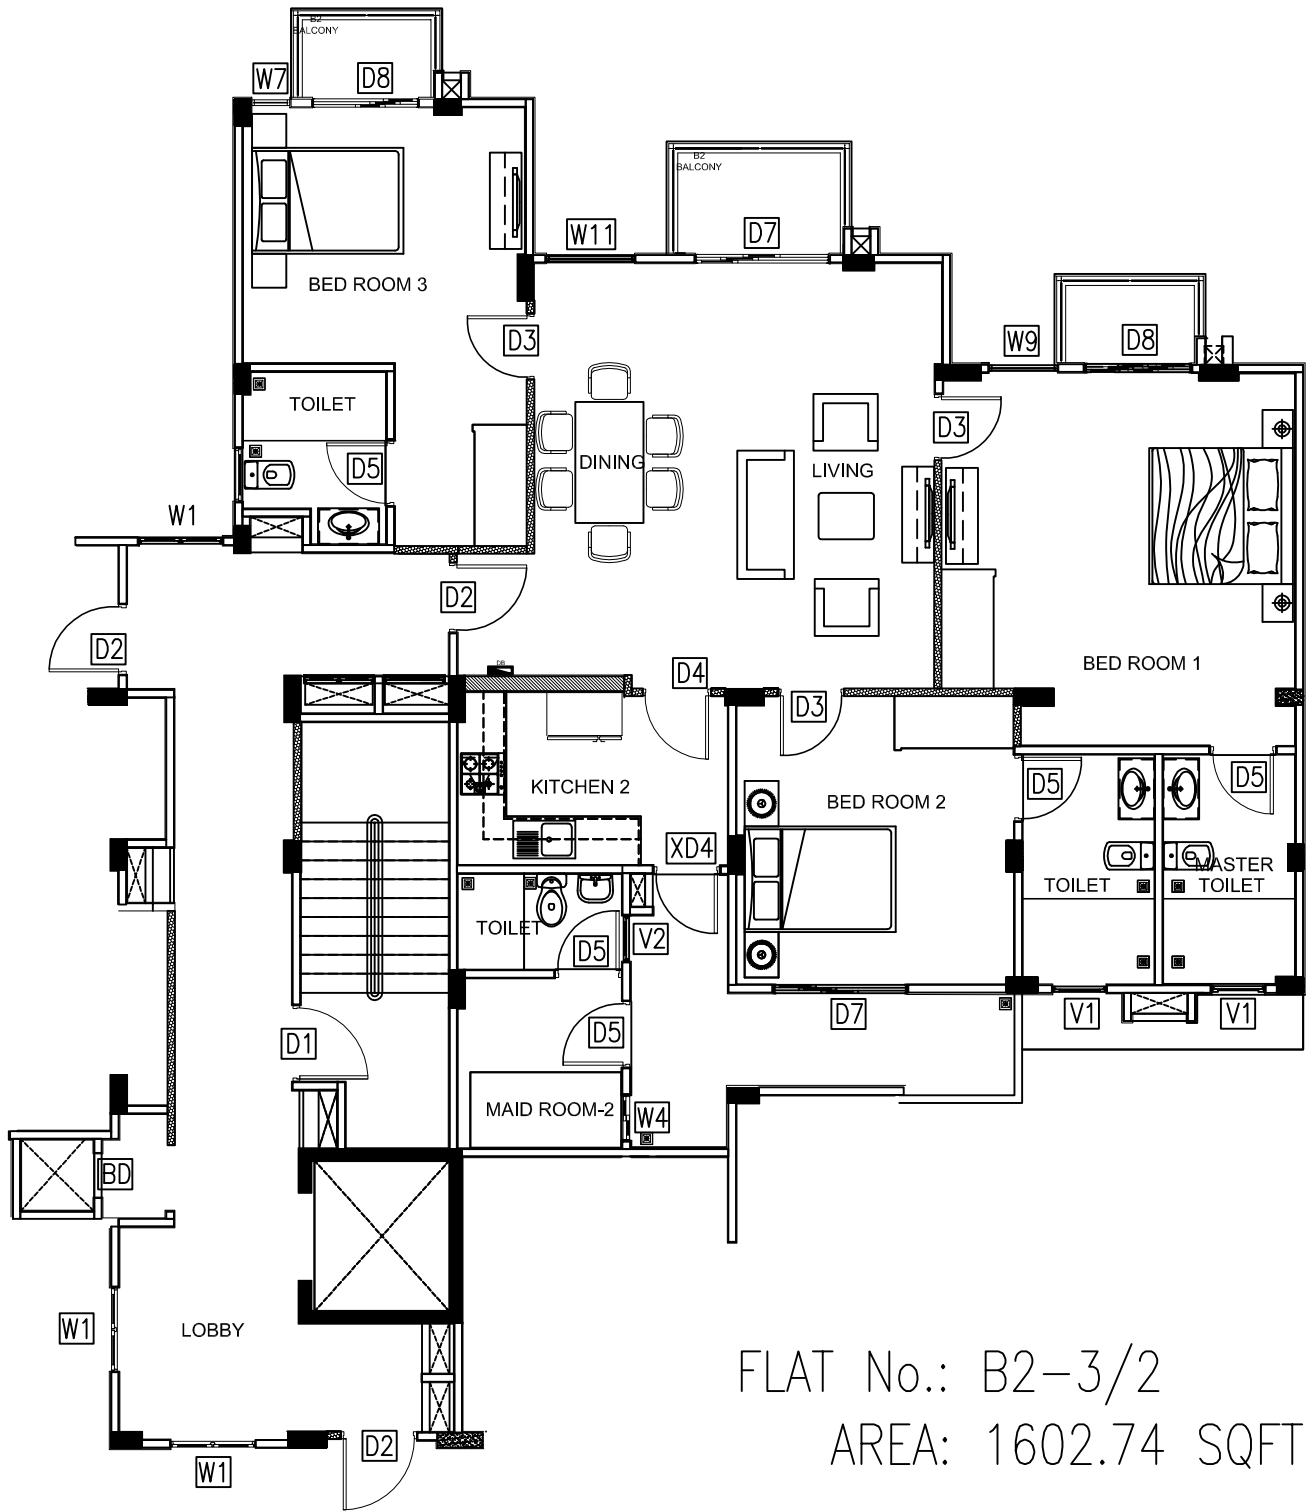 B2
BALCONY
W7
D8
B2
BALCONY
W11
D7
BED ROOM 3
D3
W9
D8
TOILET
D3
D5
DINING
LIVING
W1
D2
D2
BED ROOM 1
DB
D4
D3
D5
D5
KITCHEN 2
BED ROOM 2
XD4
MASTER
TOILET
TOILET
TOILET
V2
D5
D7
V1
V1
D1
D5
MAID ROOM-2
W4
BD
W1
LOBBY
D2
W1
FLAT No.: B2-3/2
AREA: 1602.74 SQFT